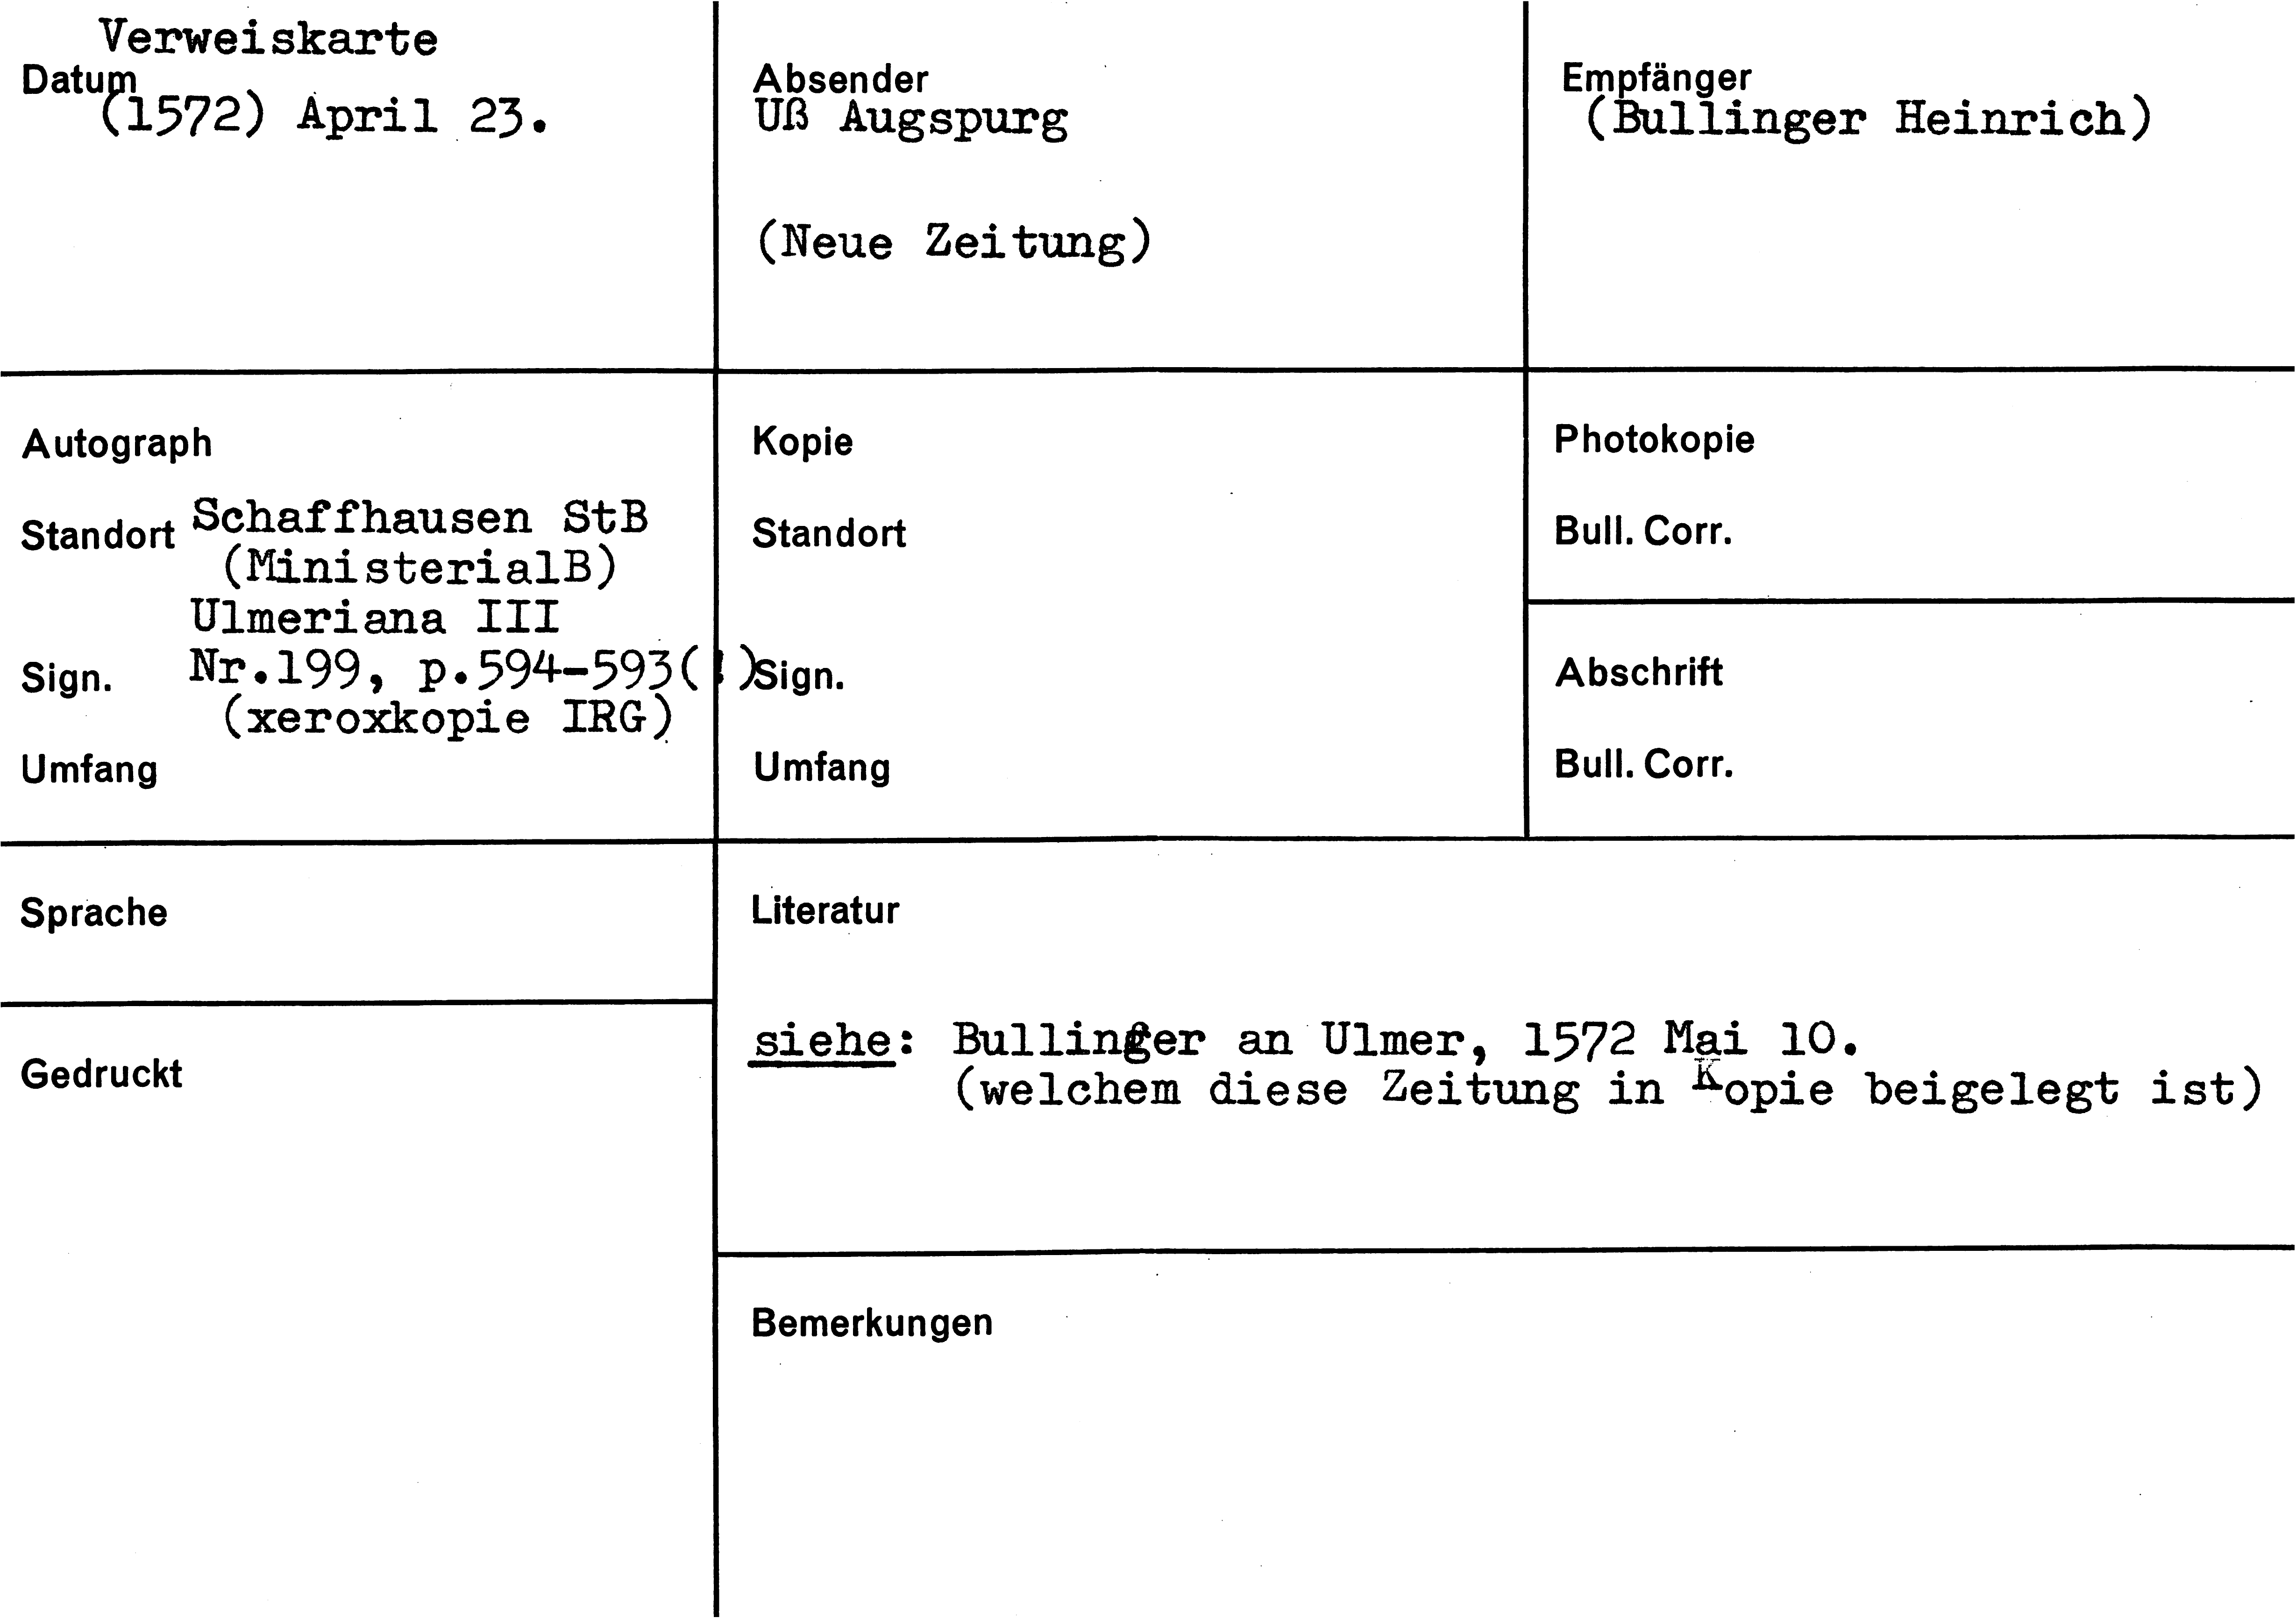 Verweiskarte
Datum
(1572) April 23.
Absender
Uß Augspurg
(Neue Zeitung)
Empfänger
(Bullinger Heinrich)
Autograph
Standort Schaffhausen StB
(MinisterialB)
Ulmeriana III
Sign. Nr.199, p.594-593(!)
(xeroxkopie IRG)
Umfang
Kopie
Standort
Sign.
Umfang
Photokopie
Bull. Corr.
Abschrift
Bull. Corr.
Sprache
Gedruckt
Literatur
siehe: Bullinger an Ulmer, 1572 Mai 10.
(welchem diese Zeitung in Kopie beigelegt ist)
Bemerkungen